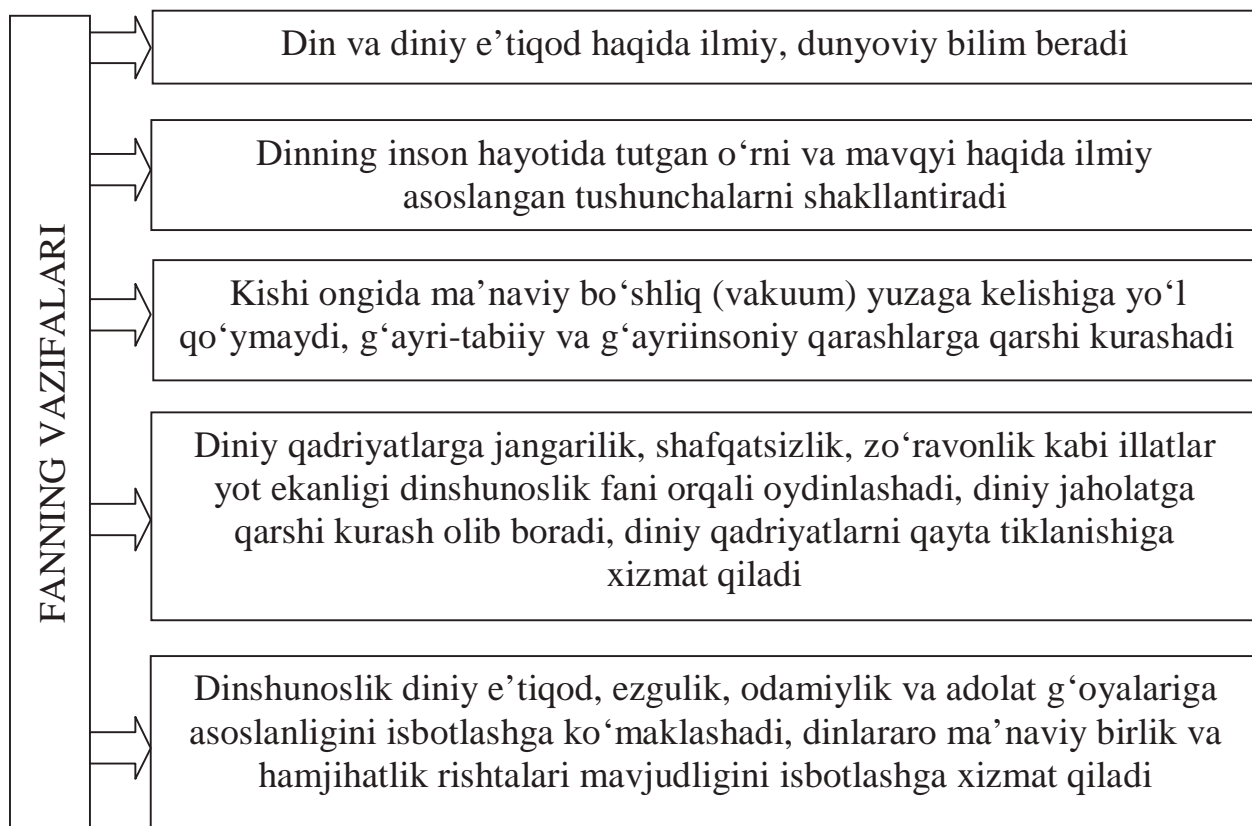 FANNING VAZIFALARI
Din va diniy e’tiqod haqida ilmiy, dunyoviy bilim beradi
Dinning inson hayotida tutgan o‘rni va mavqyi haqida ilmiy
asoslangan tushunchalarni shakllantiradi
Kishi ongida ma’naviy bo‘shliq (vakuum) yuzaga kelishiga yo‘l
qo‘ymaydi, g‘ayri-tabiiy va g‘ayriinsoniy qarashlarga qarshi kurashadi
Diniy qadriyatlarga jangarilik, shafqatsizlik, zo‘ravonlik kabi illatlar
yot ekanligi dinshunoslik fani orqali oydinlashadi, diniy jaholatga
qarshi kurash olib boradi, diniy qadriyatlarni qayta tiklanishiga
xizmat qiladi
Dinshunoslik diniy e’tiqod, ezgulik, odamiylik va adolat g‘oyalariga
asoslanligini isbotlashga ko‘maklashadi, dinlararo ma’naviy birlik va
hamjihatlik rishtalari mavjudligini isbotlashga xizmat qiladi